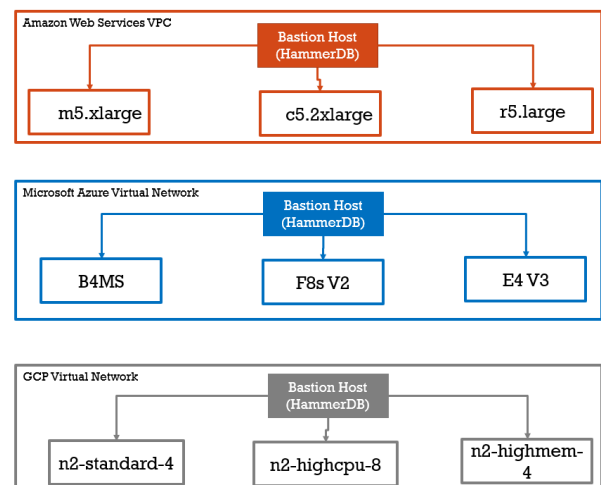 Amazon Web Services VPC
Bastion Host
(HammerDB)
m5.xlarge
c5.2xlarge
r5.large
Microsoft Azure Virtual Network
Bastion Host
(HammerDB)
B4MS
F8s V2
E4 V3
GCP Virtual Network
Bastion Host
(HammerDB)
n2-standard-4
n2-highcpu-8
n2-highmem-
4